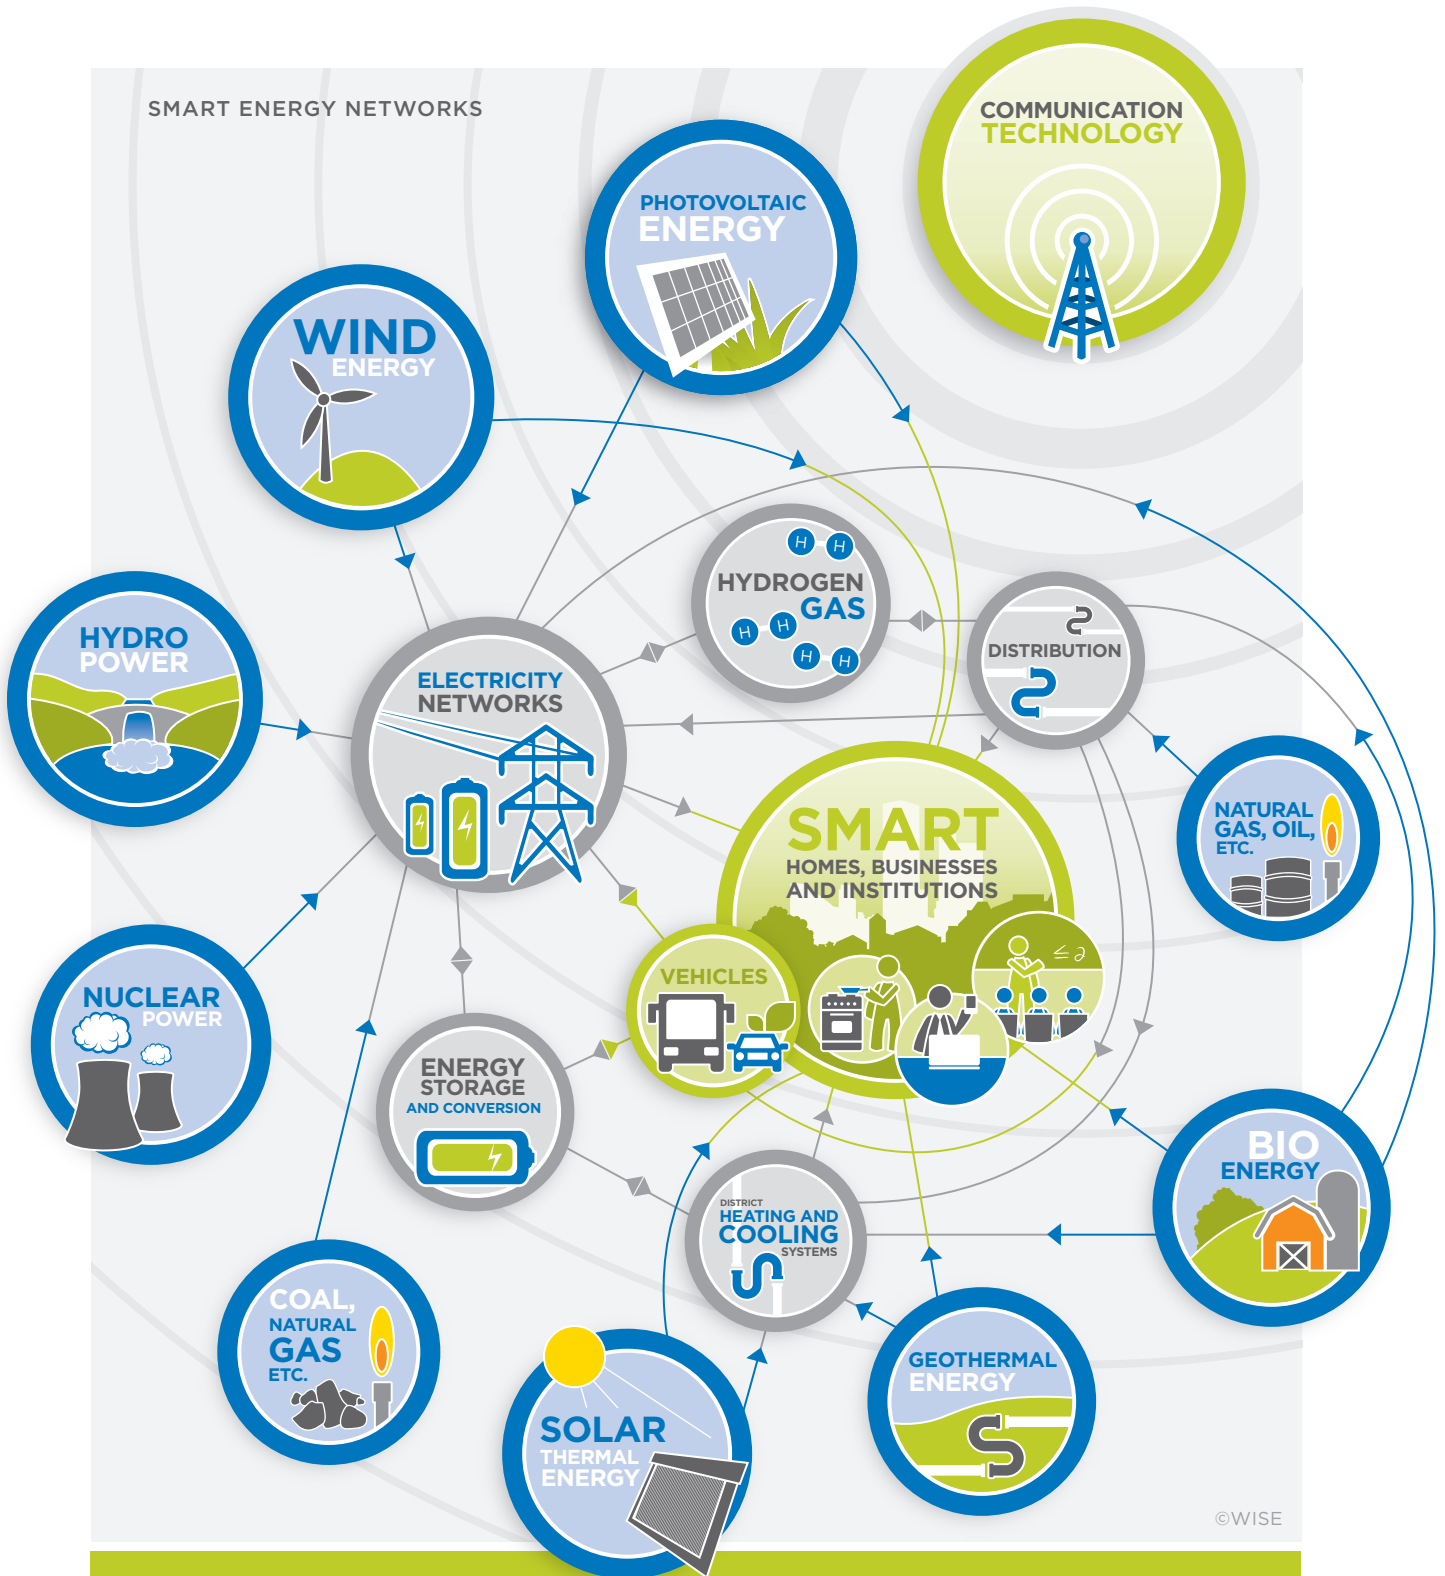 SMART ENERGY NETWORKS
COMMUNICATION
TECHNOLOGY
PHOTOVOLTAIC
ENERGY
WIND
ENERGY
H H
HYDROGEN
GAS
H H
H H
HYDRO
POWER
DISTRIBUTION
ELECTRICITY
NETWORKS
NATURAL
GAS, OIL,
ETC.
SMART
HOMES, BUSINESSES
AND INSTITUTIONS
≤ 2
VEHICLES
NUCLEAR
POWER
ENERGY
STORAGE
AND CONVERSION
BIO
ENERGY
DISTRICT
HEATING AND
COOLING
SYSTEMS
COAL,
NATURAL
GAS
ETC.
GEOTHERMAL
ENERGY
SOLAR
THERMAL
ENERGY
©WISE